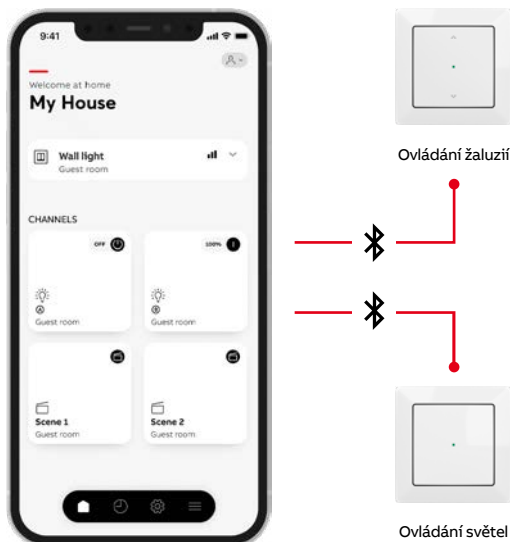 9:41
Welcome at home
My House
Wall light
Guest room
CHANNELS
OFF
100%
A
Guest room
B
Guest room
Scene 1
Guest room
Scene 2
Guest room
Ovládání žaluzií
Ovládání světel